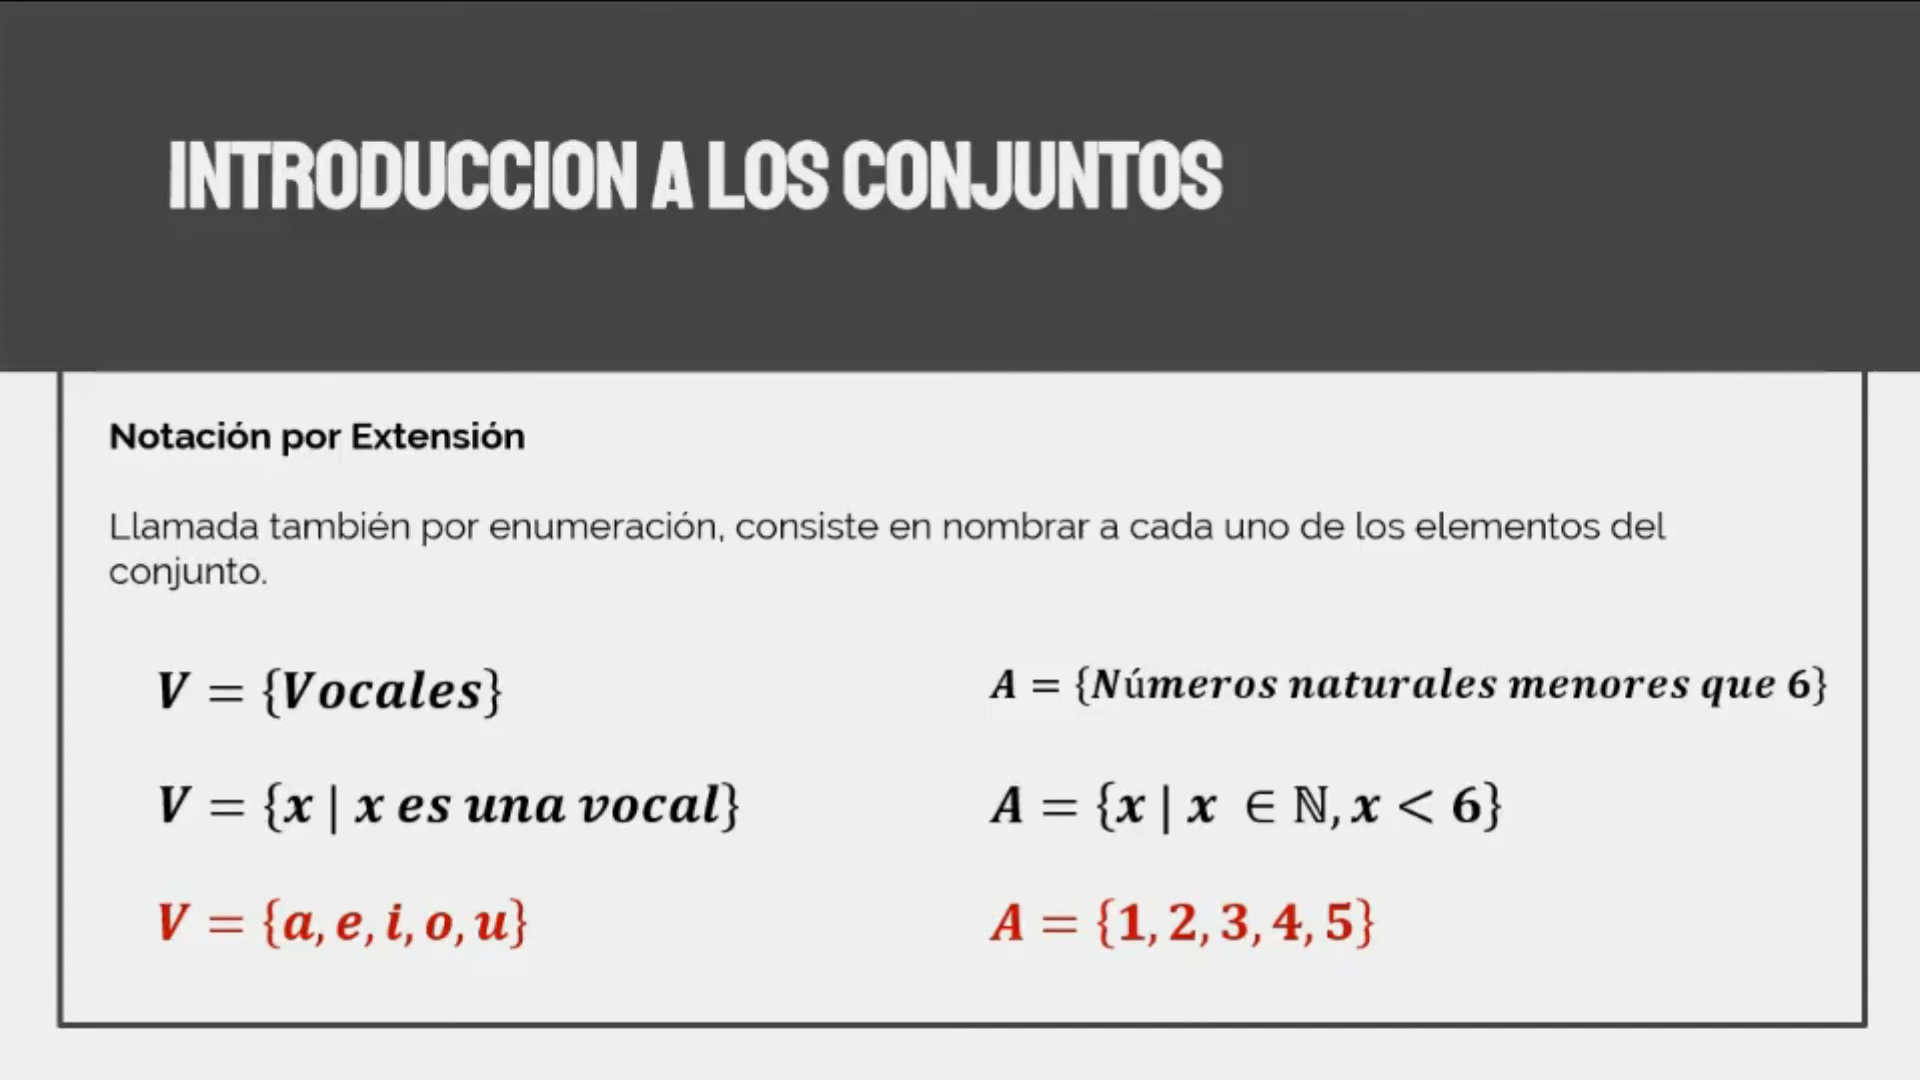 INTRODUCCION A LOS CONJUNTOS
Notación por Extensión
Llamada también por enumeración, consiste en nombrar a cada uno de los elementos del
conjunto.
V = {Vocales}
A = {Números naturales menores que 6}
V = {x | x es una vocal}
A = {x | x ∈ ℕ, x < 6}
V = {a, e, i, o, u}
A = {1, 2, 3, 4, 5}